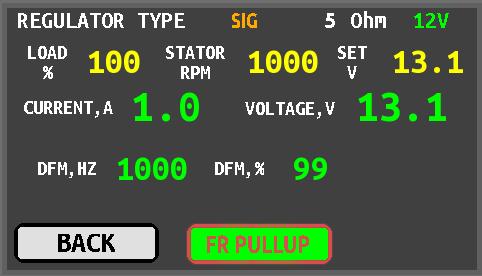 REGULATOR TYPE SIG 5 Ohm 12V
LOAD % 100 STATOR RPM 1000 SET V 13.1
CURRENT,A 1.0 VOLTAGE,V 13.1
DFM,HZ 1000 DFM,% 99
BACK FR PULLUP